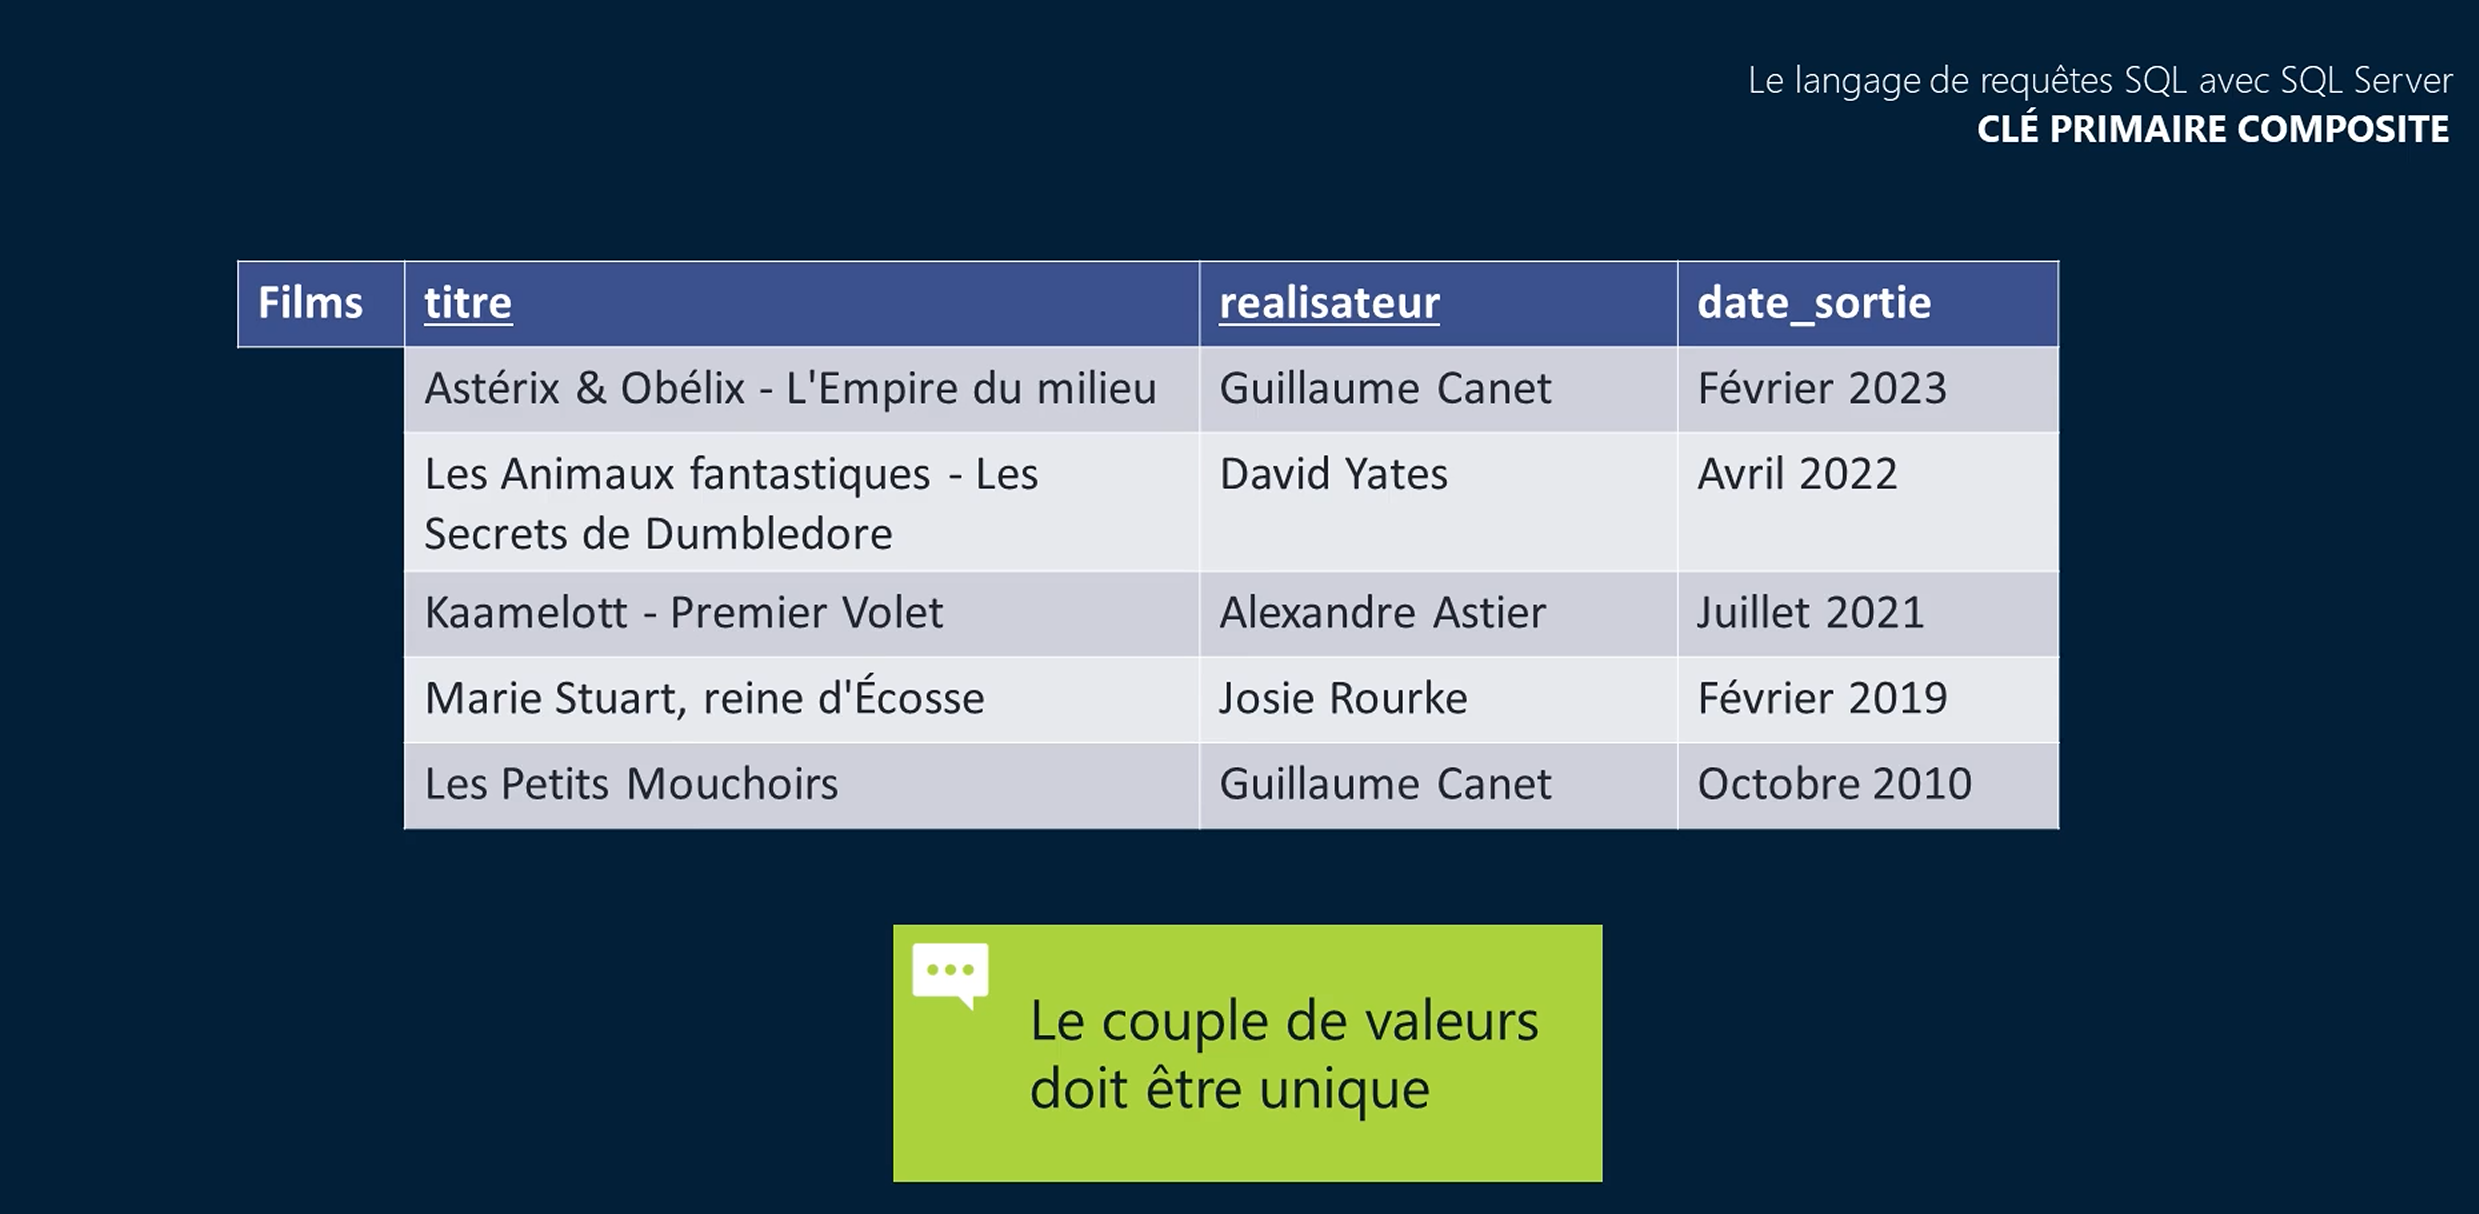 Le langage de requêtes SQL avec SQL Server
CLÉ PRIMAIRE COMPOSITE
Films titre realisateur date_sortie
Astérix & Obélix - L'Empire du milieu Guillaume Canet Février 2023
Les Animaux fantastiques - Les David Yates Avril 2022
Secrets de Dumbledore
Kaamelott - Premier Volet Alexandre Astier Juillet 2021
Marie Stuart, reine d'Écosse Josie Rourke Février 2019
Les Petits Mouchoirs Guillaume Canet Octobre 2010
Le couple de valeurs
doit être unique